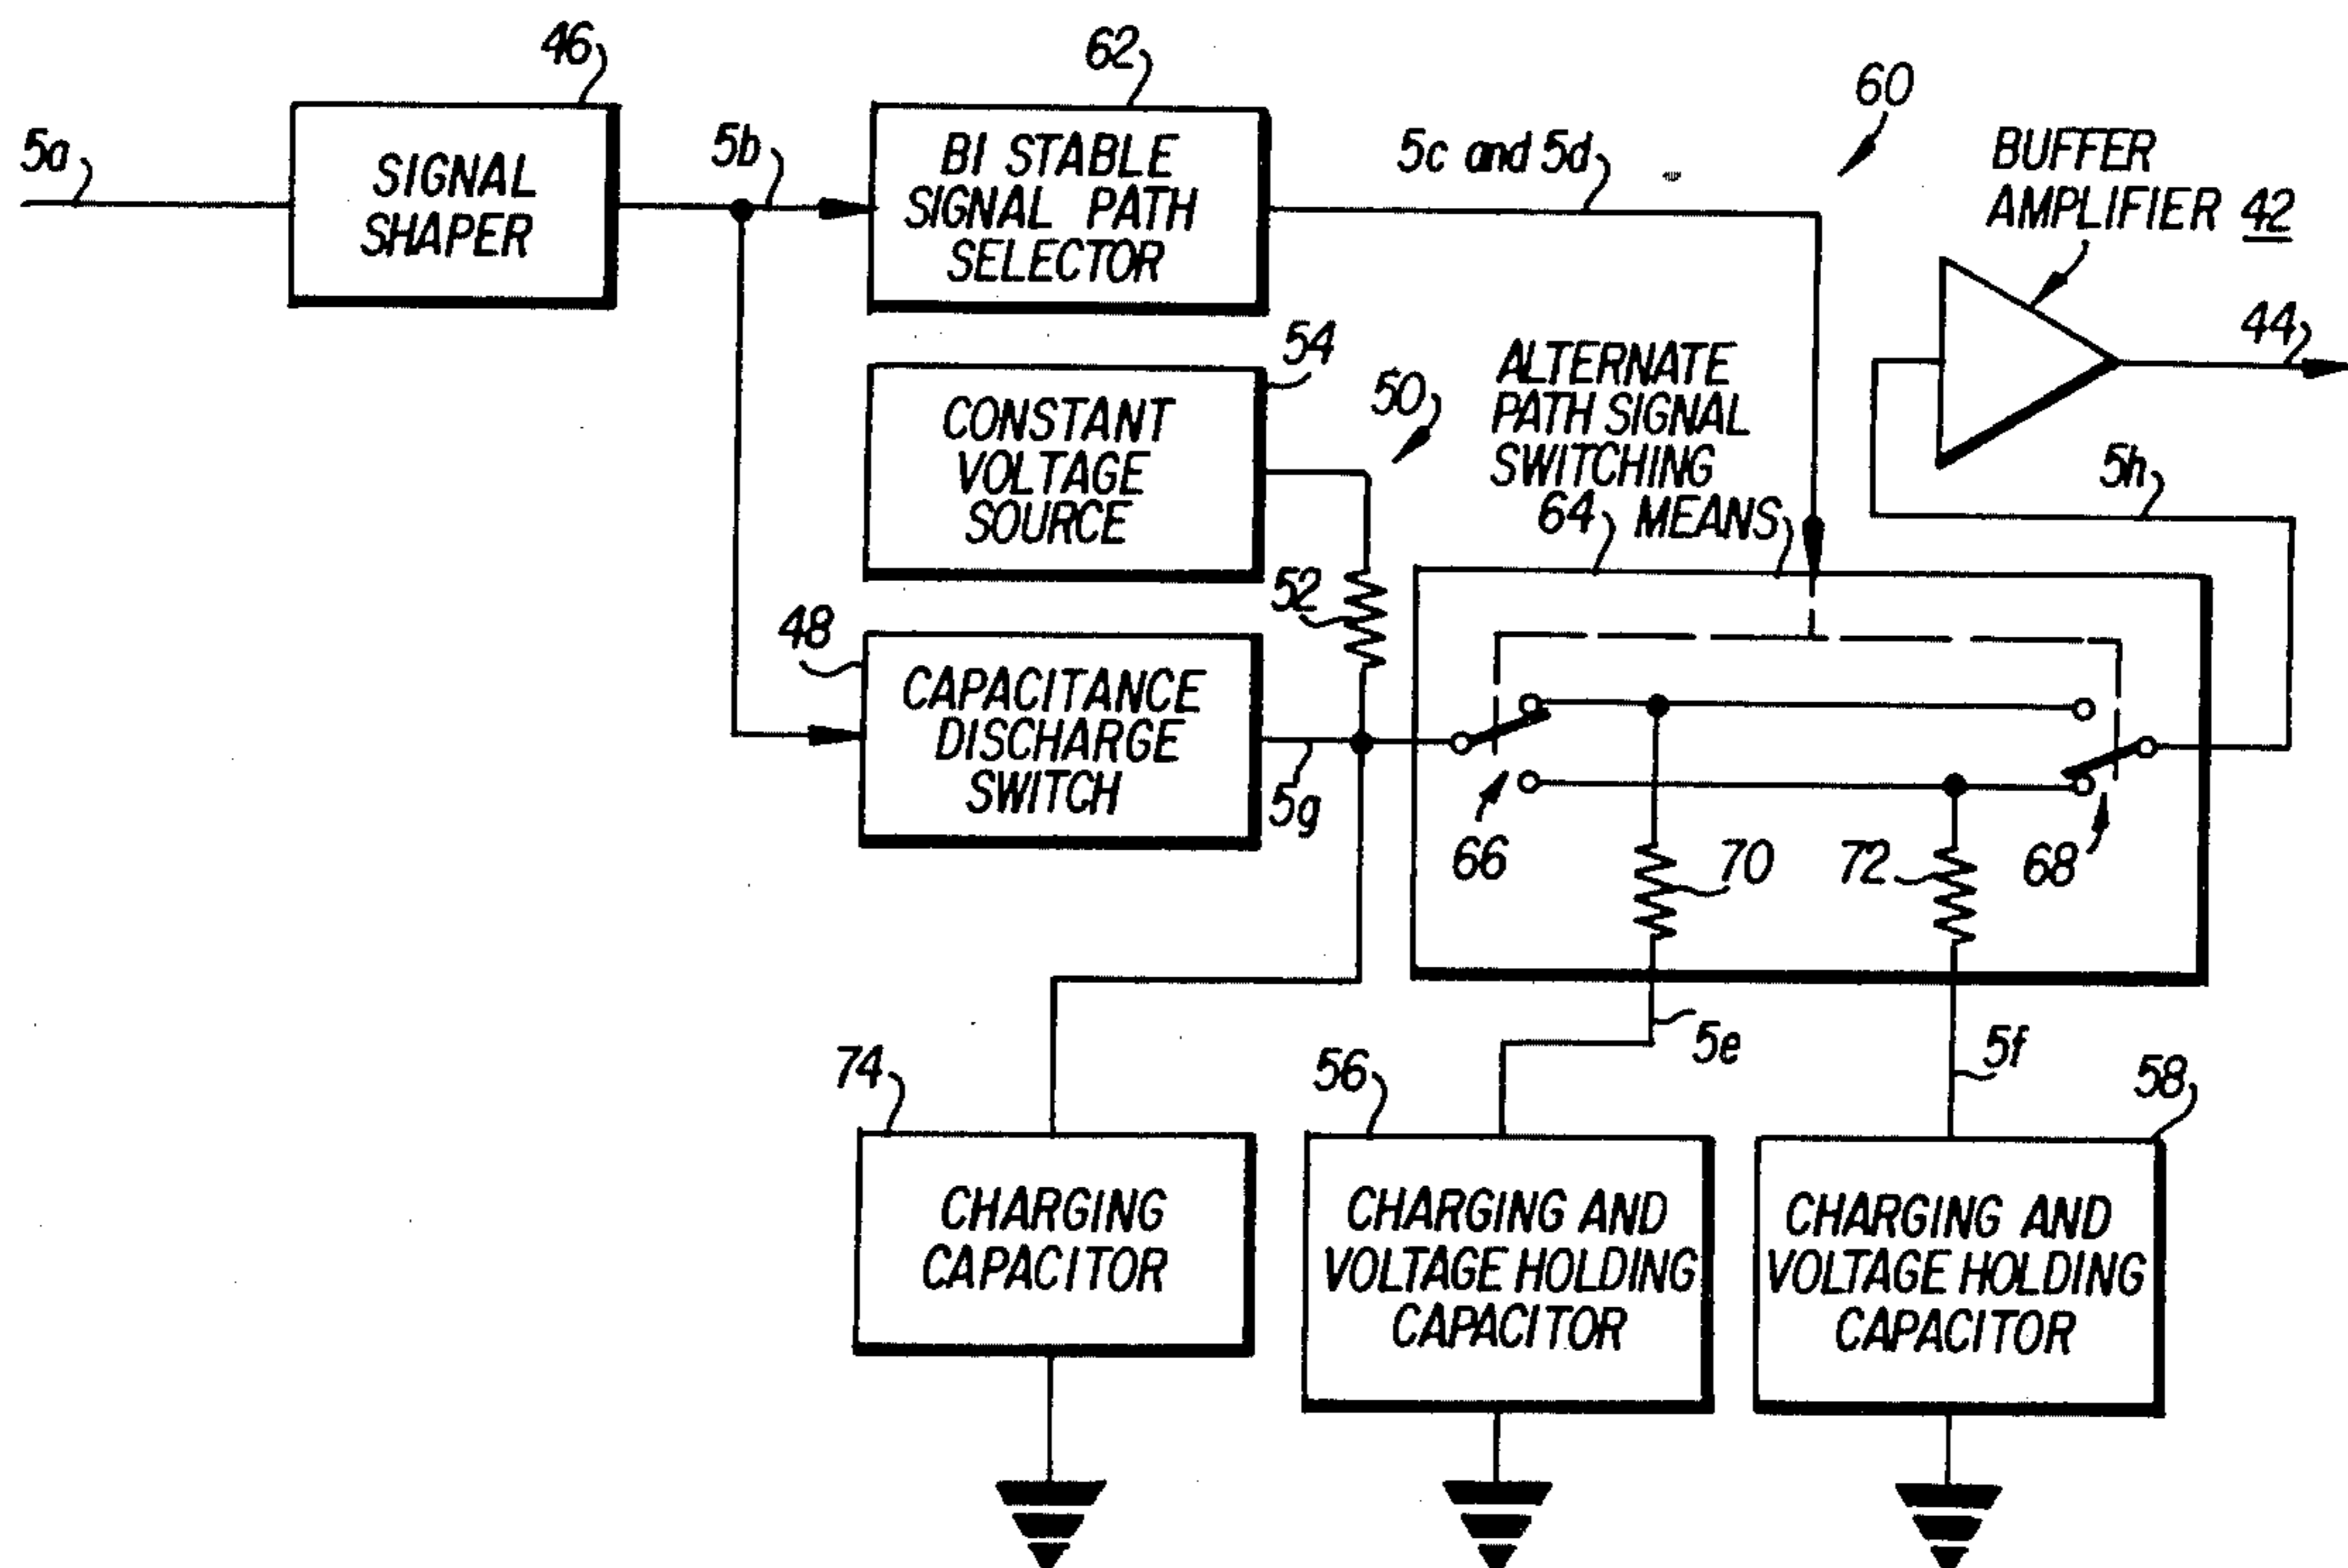 46
62
60
5a
SIGNAL
SHAPER
5b
BI STABLE
SIGNAL PATH
SELECTOR
5c and 5d
BUFFER
AMPLIFIER 42
44
54
CONSTANT
VOLTAGE
SOURCE
50
ALTERNATE
PATH SIGNAL
SWITCHING
64 MEANS
5h
52
48
CAPACITANCE
DISCHARGE
SWITCH
5g
66
70
72
68
5e
5f
74
56
58
CHARGING
CAPACITOR
CHARGING AND
VOLTAGE HOLDING
CAPACITOR
CHARGING AND
VOLTAGE HOLDING
CAPACITOR